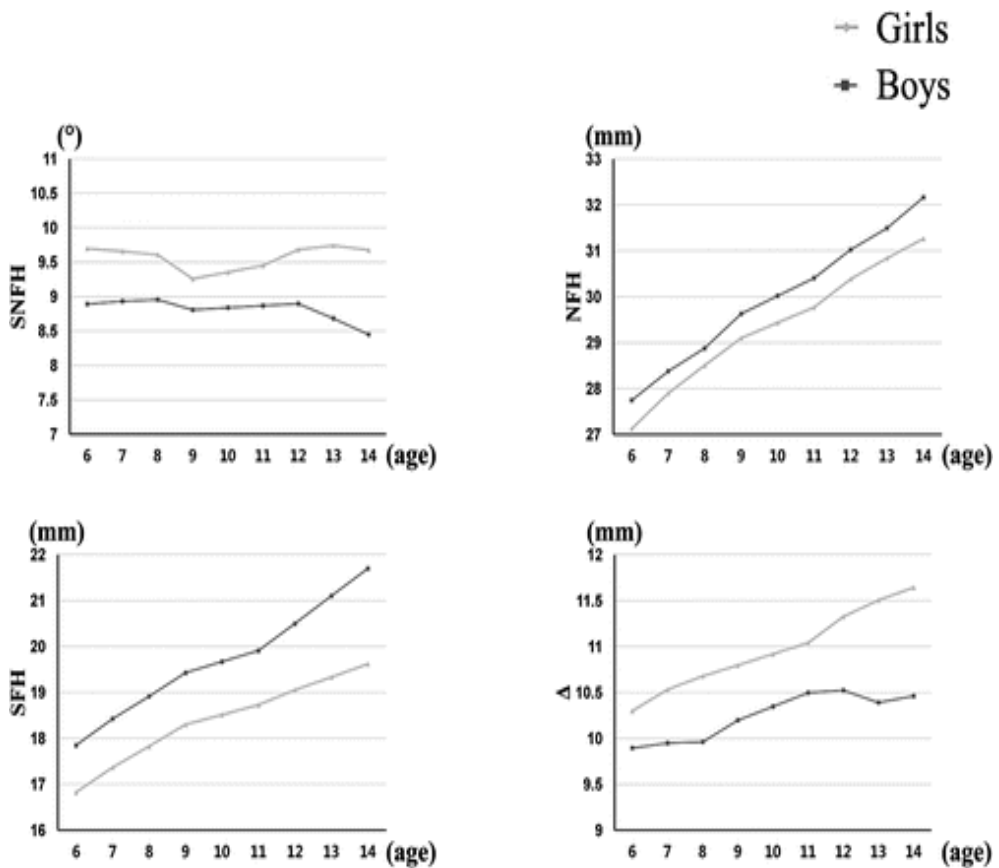 Girls
Boys
(°)
11
10.5
10
9.5
9
8.5
8
7.5
7
SNFH
6 7 8 9 10 11 12 13 14 (age)
(mm)
33
32
31
30
29
28
27
NFH
6 7 8 9 10 11 12 13 14 (age)
(mm)
22
21
20
19
18
17
16
SFH
6 7 8 9 10 11 12 13 14 (age)
(mm)
12
11.5
11
10.5
10
9.5
9
Δ
6 7 8 9 10 11 12 13 14 (age)